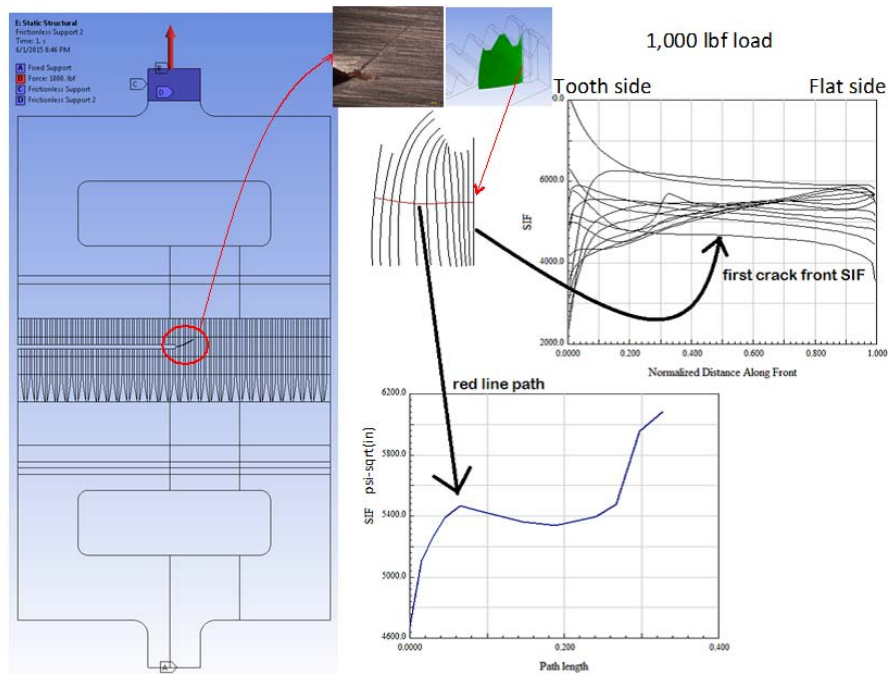 E: Static Structural
Frictionless Support 2
Time: 1. s
6/1/2015 8:46 PM
A Fixed Support
B Force: 1000. lbf
C Frictionless Support
D Frictionless Support 2
B
C
D
A
1,000 lbf load
Tooth side
Flat side
6000.0
4000.0
2000.0
SIF
first crack front SIF
0.000
0.200
0.400
0.600
0.800
1.000
Normalized Distance Along Front
red line path
6200.0
5800.0
5400.0
5000.0
4600.0
SIF psi-sqrt(in)
0.0000
0.200
0.400
Path length